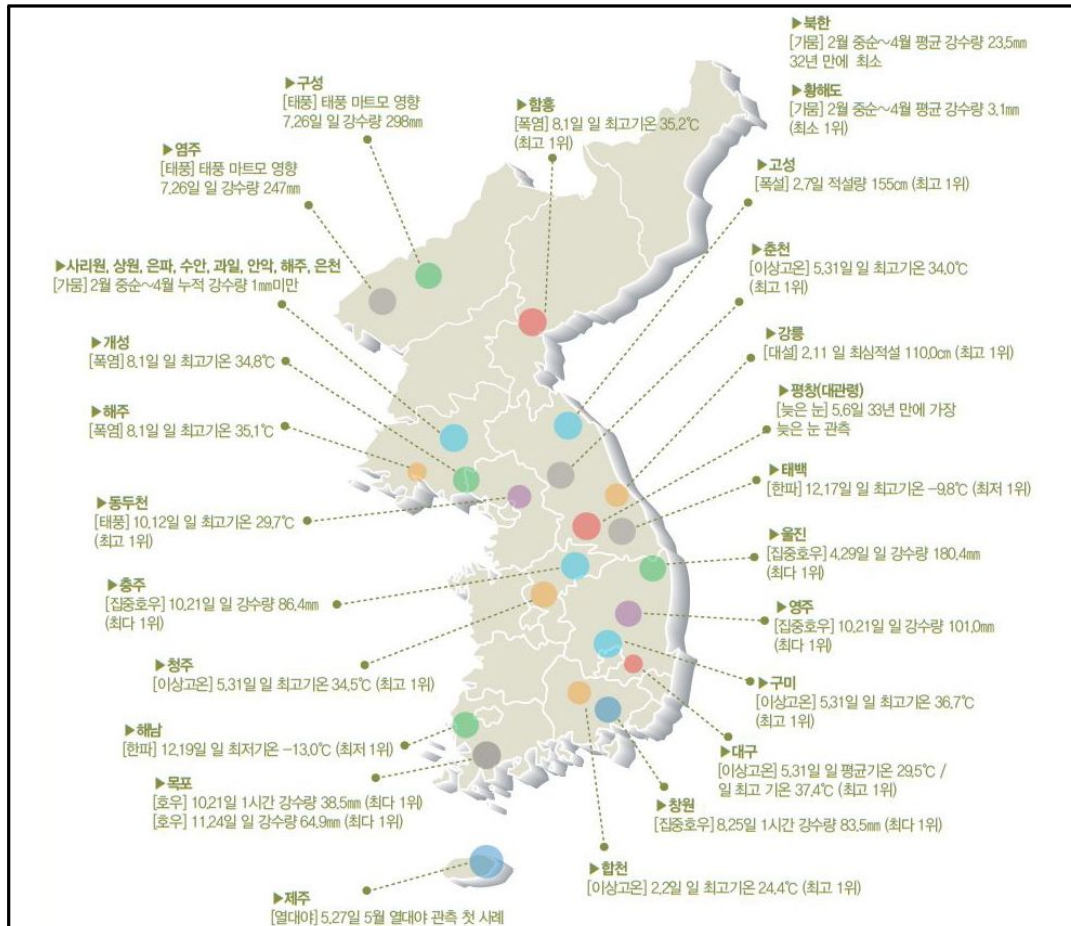 ▶북한
[가뭄] 2월 중순~4월 평균 강수량 23.5mm
32년 만에 최소
▶황해도
[가뭄] 2월 중순~4월 평균 강수량 3.1mm
(최소 1위)
▶구성
[태풍] 태풍 마트모 영향
7.26일 일 강수량 298mm
▶함흥
[폭염] 8.1일 일 최고기온 35.2℃
(최고 1위)
▶염주
[태풍] 태풍 마트모 영향
7.26일 일 강수량 247mm
▶고성
[폭설] 2.7일 적설량 155cm (최고 1위)
▶사리원, 상원, 은파, 수안, 과일, 안악, 해주, 은천
[가뭄] 2월 중순~4월 누적 강수량 1mm미만
▶춘천
[이상고온] 5.31일 일 최고기온 34.0℃
(최고 1위)
▶개성
[폭염] 8.1일 일 최고기온 34.8℃
▶강릉
[대설] 2.11 일 최심적설 110.0cm (최고 1위)
▶해주
[폭염] 8.1일 일 최고기온 35.1℃
▶평창(대관령)
[늦은 눈] 5.6일 33년 만에 가장
늦은 눈 관측
▶태백
[한파] 12.17일 일 최고기온 -9.8℃ (최저 1위)
▶동두천
[태풍] 10.12일 일 최고기온 29.7℃
(최고 1위)
▶울진
[집중호우] 4.29일 일 강수량 180.4mm
(최다 1위)
▶충주
[집중호우] 10.21일 일 강수량 86.4mm
(최다 1위)
▶영주
[집중호우] 10.21일 일 강수량 101.0mm
(최다 1위)
▶청주
[이상고온] 5.31일 일 최고기온 34.5℃ (최고 1위)
▶구미
[이상고온] 5.31일 일 최고기온 36.7℃
(최고 1위)
▶해남
[한파] 12.19일 일 최저기온 -13.0℃ (최저 1위)
▶대구
[이상고온] 5.31일 일 평균기온 29.5℃ /
일 최고 기온 37.4℃ (최고 1위)
▶목포
[호우] 10.21일 1시간 강수량 38.5mm (최다 1위)
[호우] 11.24일 일 강수량 64.9mm (최다 1위)
▶창원
[집중호우] 8.25일 1시간 강수량 83.5mm (최다 1위)
▶합천
[이상고온] 2.2일 일 최고기온 24.4℃ (최고 1위)
▶제주
[열대야] 5.27일 5월 열대야 관측 첫 사례